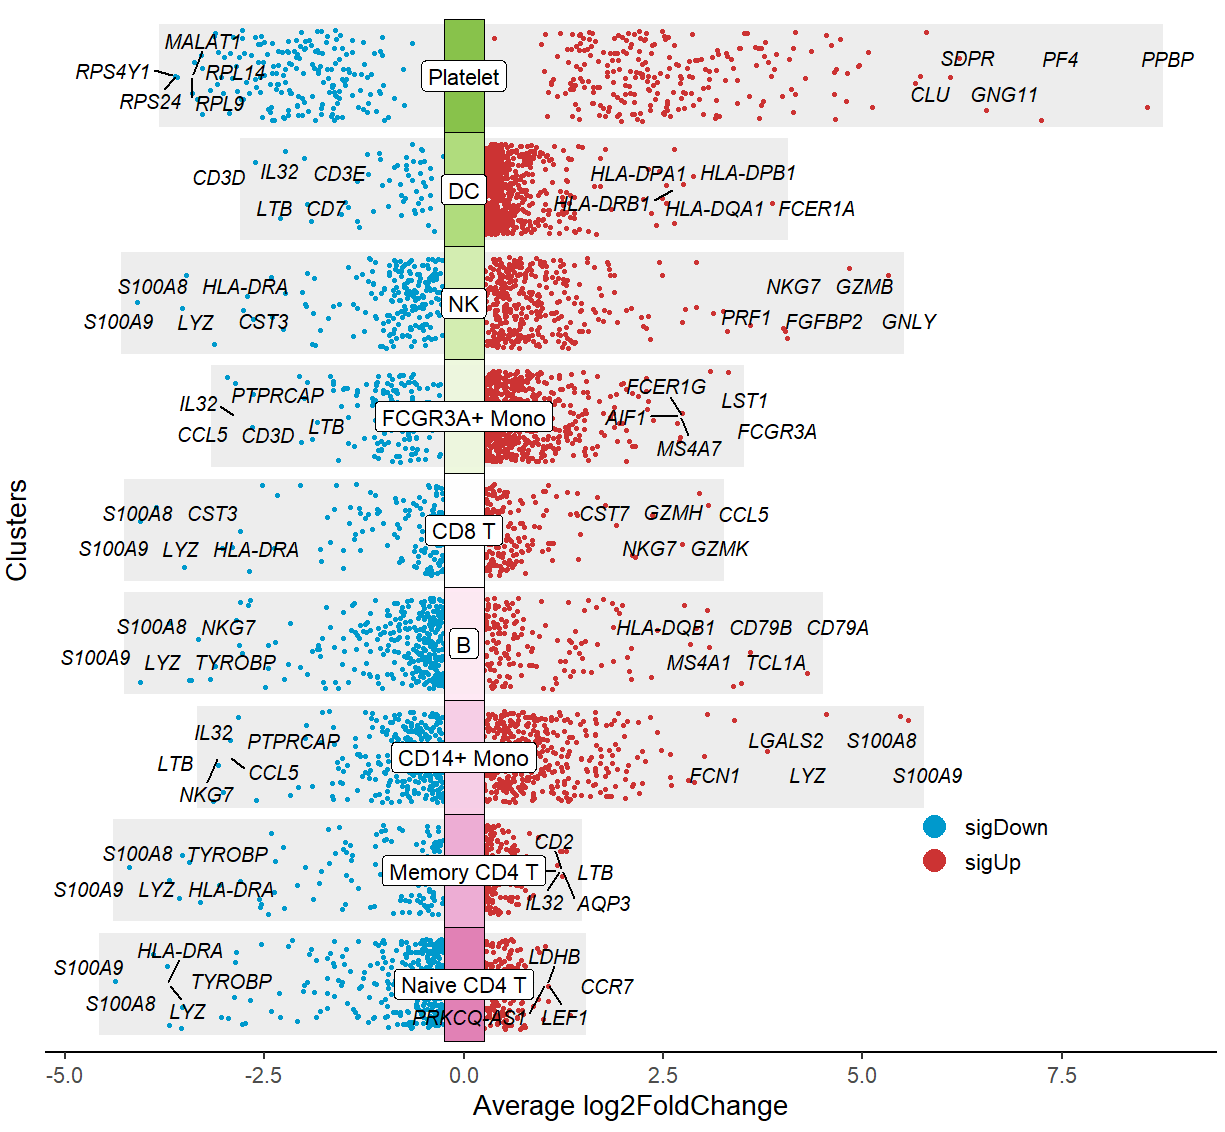 MALAT1
RPS4Y1
RPL14
RPS24
RPL9
Platelet
SDPR
PF4
PPBP
CLU
GNG11
CD3D
IL32
CD3E
LTB
CD7
DC
HLA-DPA1
HLA-DPB1
HLA-DRB1
HLA-DQA1
FCER1A
S100A8
HLA-DRA
S100A9
LYZ
CST3
NK
NKG7
GZMB
PRF1
FGFBP2
GNLY
PTPRCAP
IL32
CCL5
CD3D
LTB
FCGR3A+ Mono
FCER1G
LST1
AIF1
FCGR3A
MS4A7
S100A8
CST3
S100A9
LYZ
HLA-DRA
CD8 T
CST7
GZMH
CCL5
NKG7
GZMK
S100A8
NKG7
S100A9
LYZ
TYROBP
B
HLA-DQB1
CD79B
CD79A
MS4A1
TCL1A
IL32
PTPRCAP
LTB
CCL5
NKG7
CD14+ Mono
LGALS2
S100A8
FCN1
LYZ
S100A9
S100A8
TYROBP
S100A9
LYZ
HLA-DRA
Memory CD4 T
CD2
LTB
IL32
AQP3
HLA-DRA
S100A9
TYROBP
S100A8
LYZ
Naive CD4 T
LDHB
CCR7
PRKCQ-AS1
LEF1
sigDown
sigUp
Clusters
-5.0
-2.5
0.0
2.5
5.0
7.5
Average log2FoldChange